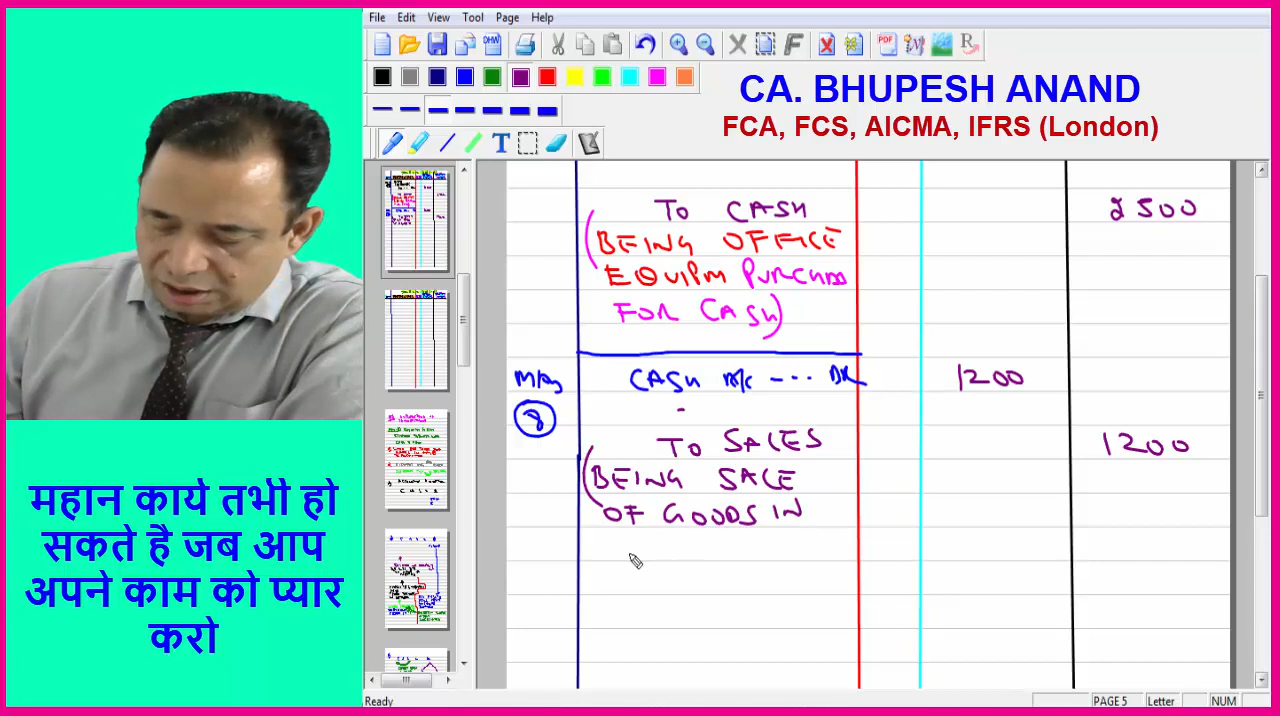 File Edit View Tool Page Help
CA. BHUPESH ANAND
FCA, FCS, AICMA, IFRS (London)
TO CASH 2500
(BEING OFFICE
EQUIPM PURCHAS
FOR CASH)
CASH A/C --- DR 1200
8
TO SALES 1200
(BEING SALE
OF GOODS IN
महान कार्य तभी हो
सकते है जब आप
अपने काम को प्यार
करो
Ready PAGE 5 Letter NUM